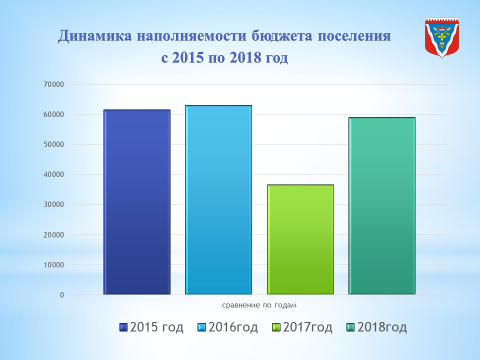 Динамика наполняемости бюджета поселения
с 2015 по 2018 год
70000
60000
50000
40000
30000
20000
10000
0
сравнение по годам
2015 год 2016год 2017год 2018год